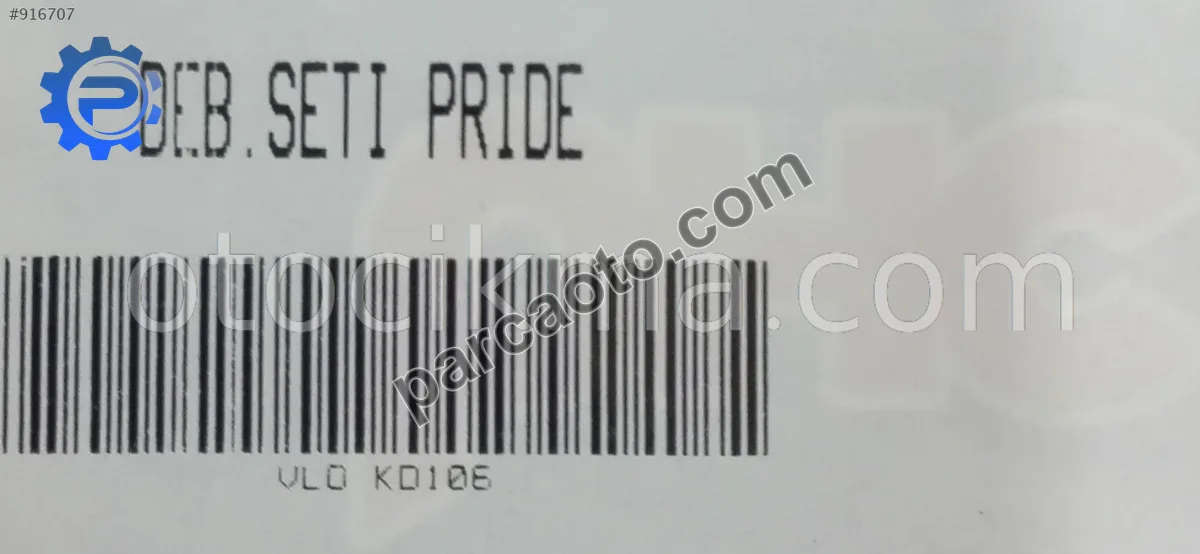 #916707
DEB.SETI PRIDE
otocikma.com
parcaoto.com
VLO KD106